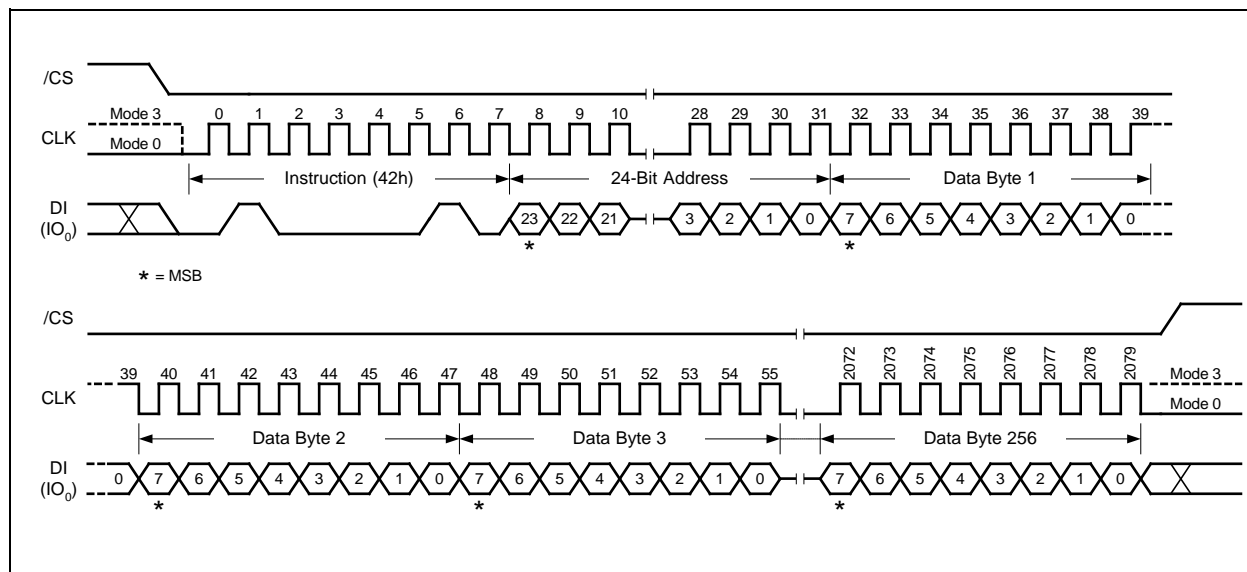 /CS
Mode 3
0 1 2 3 4 5 6 7 8 9 10 28 29 30 31 32 33 34 35 36 37 38 39
CLK
Mode 0
Instruction (42h) 24-Bit Address Data Byte 1
DI
(IO0)
23 22 21 3 2 1 0 7 6 5 4 3 2 1 0
* *
* = MSB
/CS
39 40 41 42 43 44 45 46 47 48 49 50 51 52 53 54 55 2072 2073 2074 2075 2076 2077 2078 2079
Mode 3
CLK
Mode 0
Data Byte 2 Data Byte 3 Data Byte 256
DI
(IO0)
0 7 6 5 4 3 2 1 0 7 6 5 4 3 2 1 0 7 6 5 4 3 2 1 0
* * *